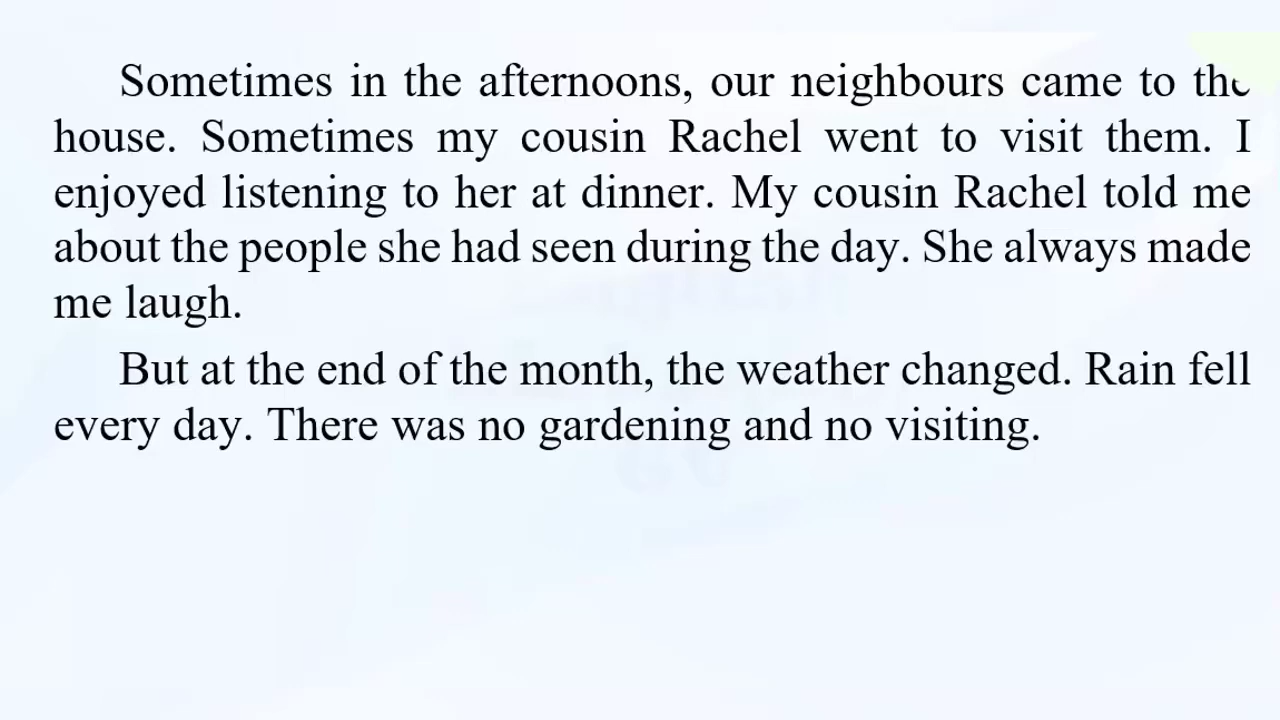 Sometimes in the afternoons, our neighbours came to the
house. Sometimes my cousin Rachel went to visit them. I
enjoyed listening to her at dinner. My cousin Rachel told me
about the people she had seen during the day. She always made
me laugh.
But at the end of the month, the weather changed. Rain fell
every day. There was no gardening and no visiting.